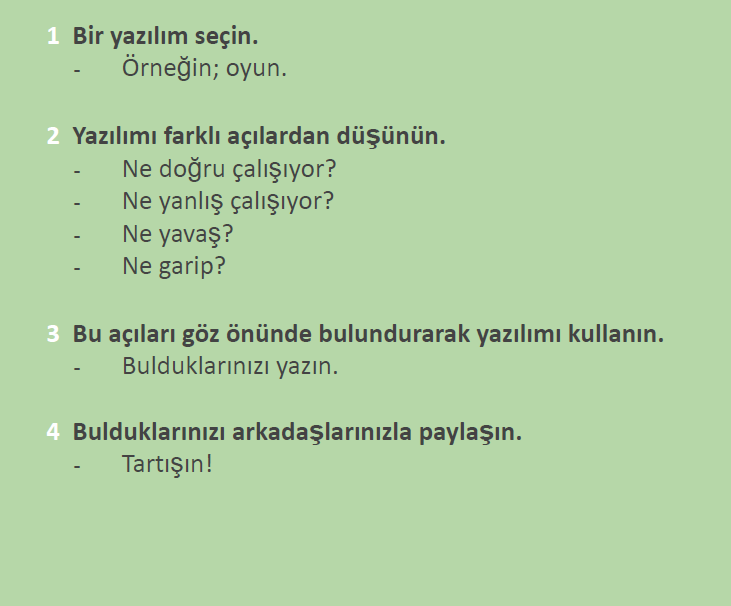 1 Bir yazılım seçin.
- Örneğin; oyun.
2 Yazılımı farklı açılardan düşünün.
- Ne doğru çalışıyor?
- Ne yanlış çalışıyor?
- Ne yavaş?
- Ne garip?
3 Bu açıları göz önünde bulundurarak yazılımı kullanın.
- Bulduklarınızı yazın.
4 Bulduklarınızı arkadaşlarınızla paylaşın.
- Tartışın!